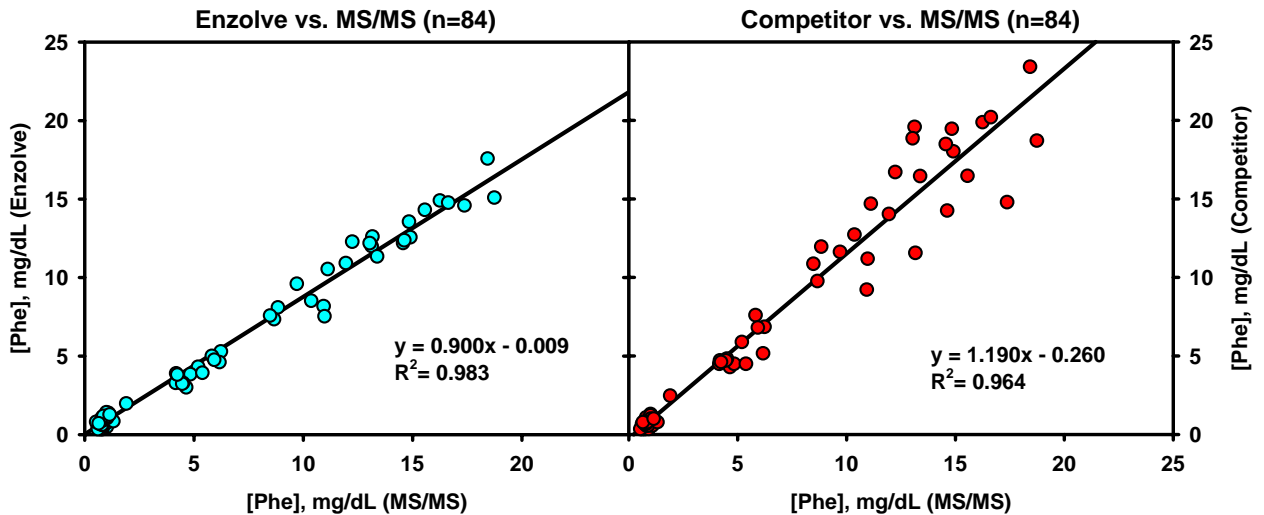 Enzolve vs. MS/MS (n=84)
Competitor vs. MS/MS (n=84)
[Phe], mg/dL (Enzolve)
25
20
15
10
5
0
0
5
10
15
20
y = 0.900x - 0.009
R²= 0.983
[Phe], mg/dL (MS/MS)
y = 1.190x - 0.260
R²= 0.964
0
5
10
15
20
25
[Phe], mg/dL (MS/MS)
25
20
15
10
5
0
[Phe], mg/dL (Competitor)